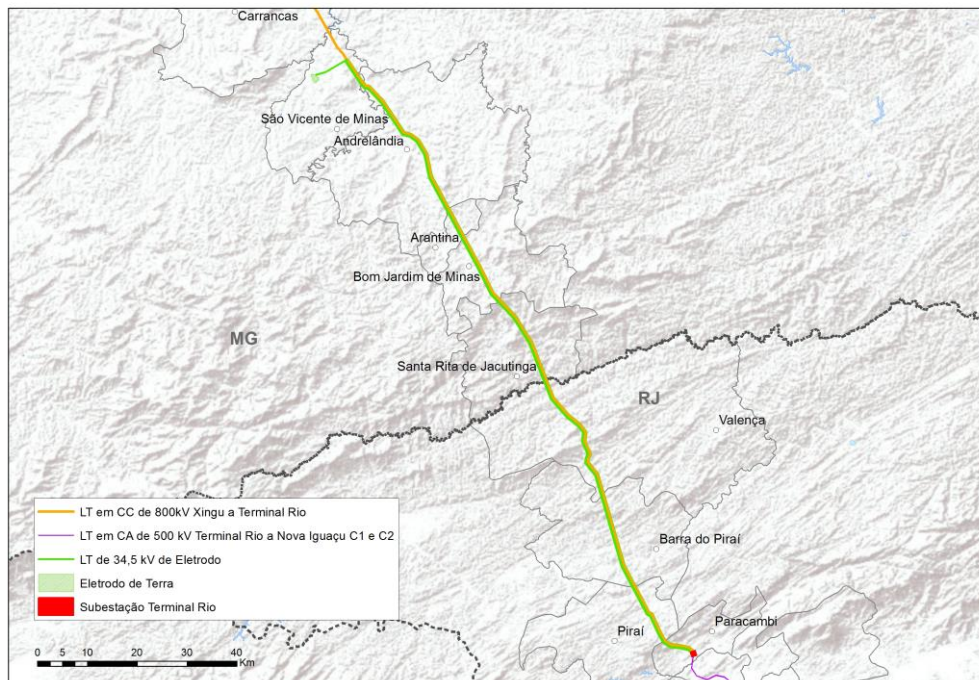 Carrancas
São Vicente de Minas
Andrelândia
Arantina
Bom Jardim de Minas
MG
Santa Rita de Jacutinga
RJ
Valença
LT em CC de 800kV Xingu a Terminal Rio
LT em CA de 500 kV Terminal Rio a Nova Iguaçu C1 e C2
LT de 34,5 kV de Eletrodo
Eletrodo de Terra
Subestação Terminal Rio
Barra do Piraí
Piraí
Paracambi
0 10 20 30 40
Km